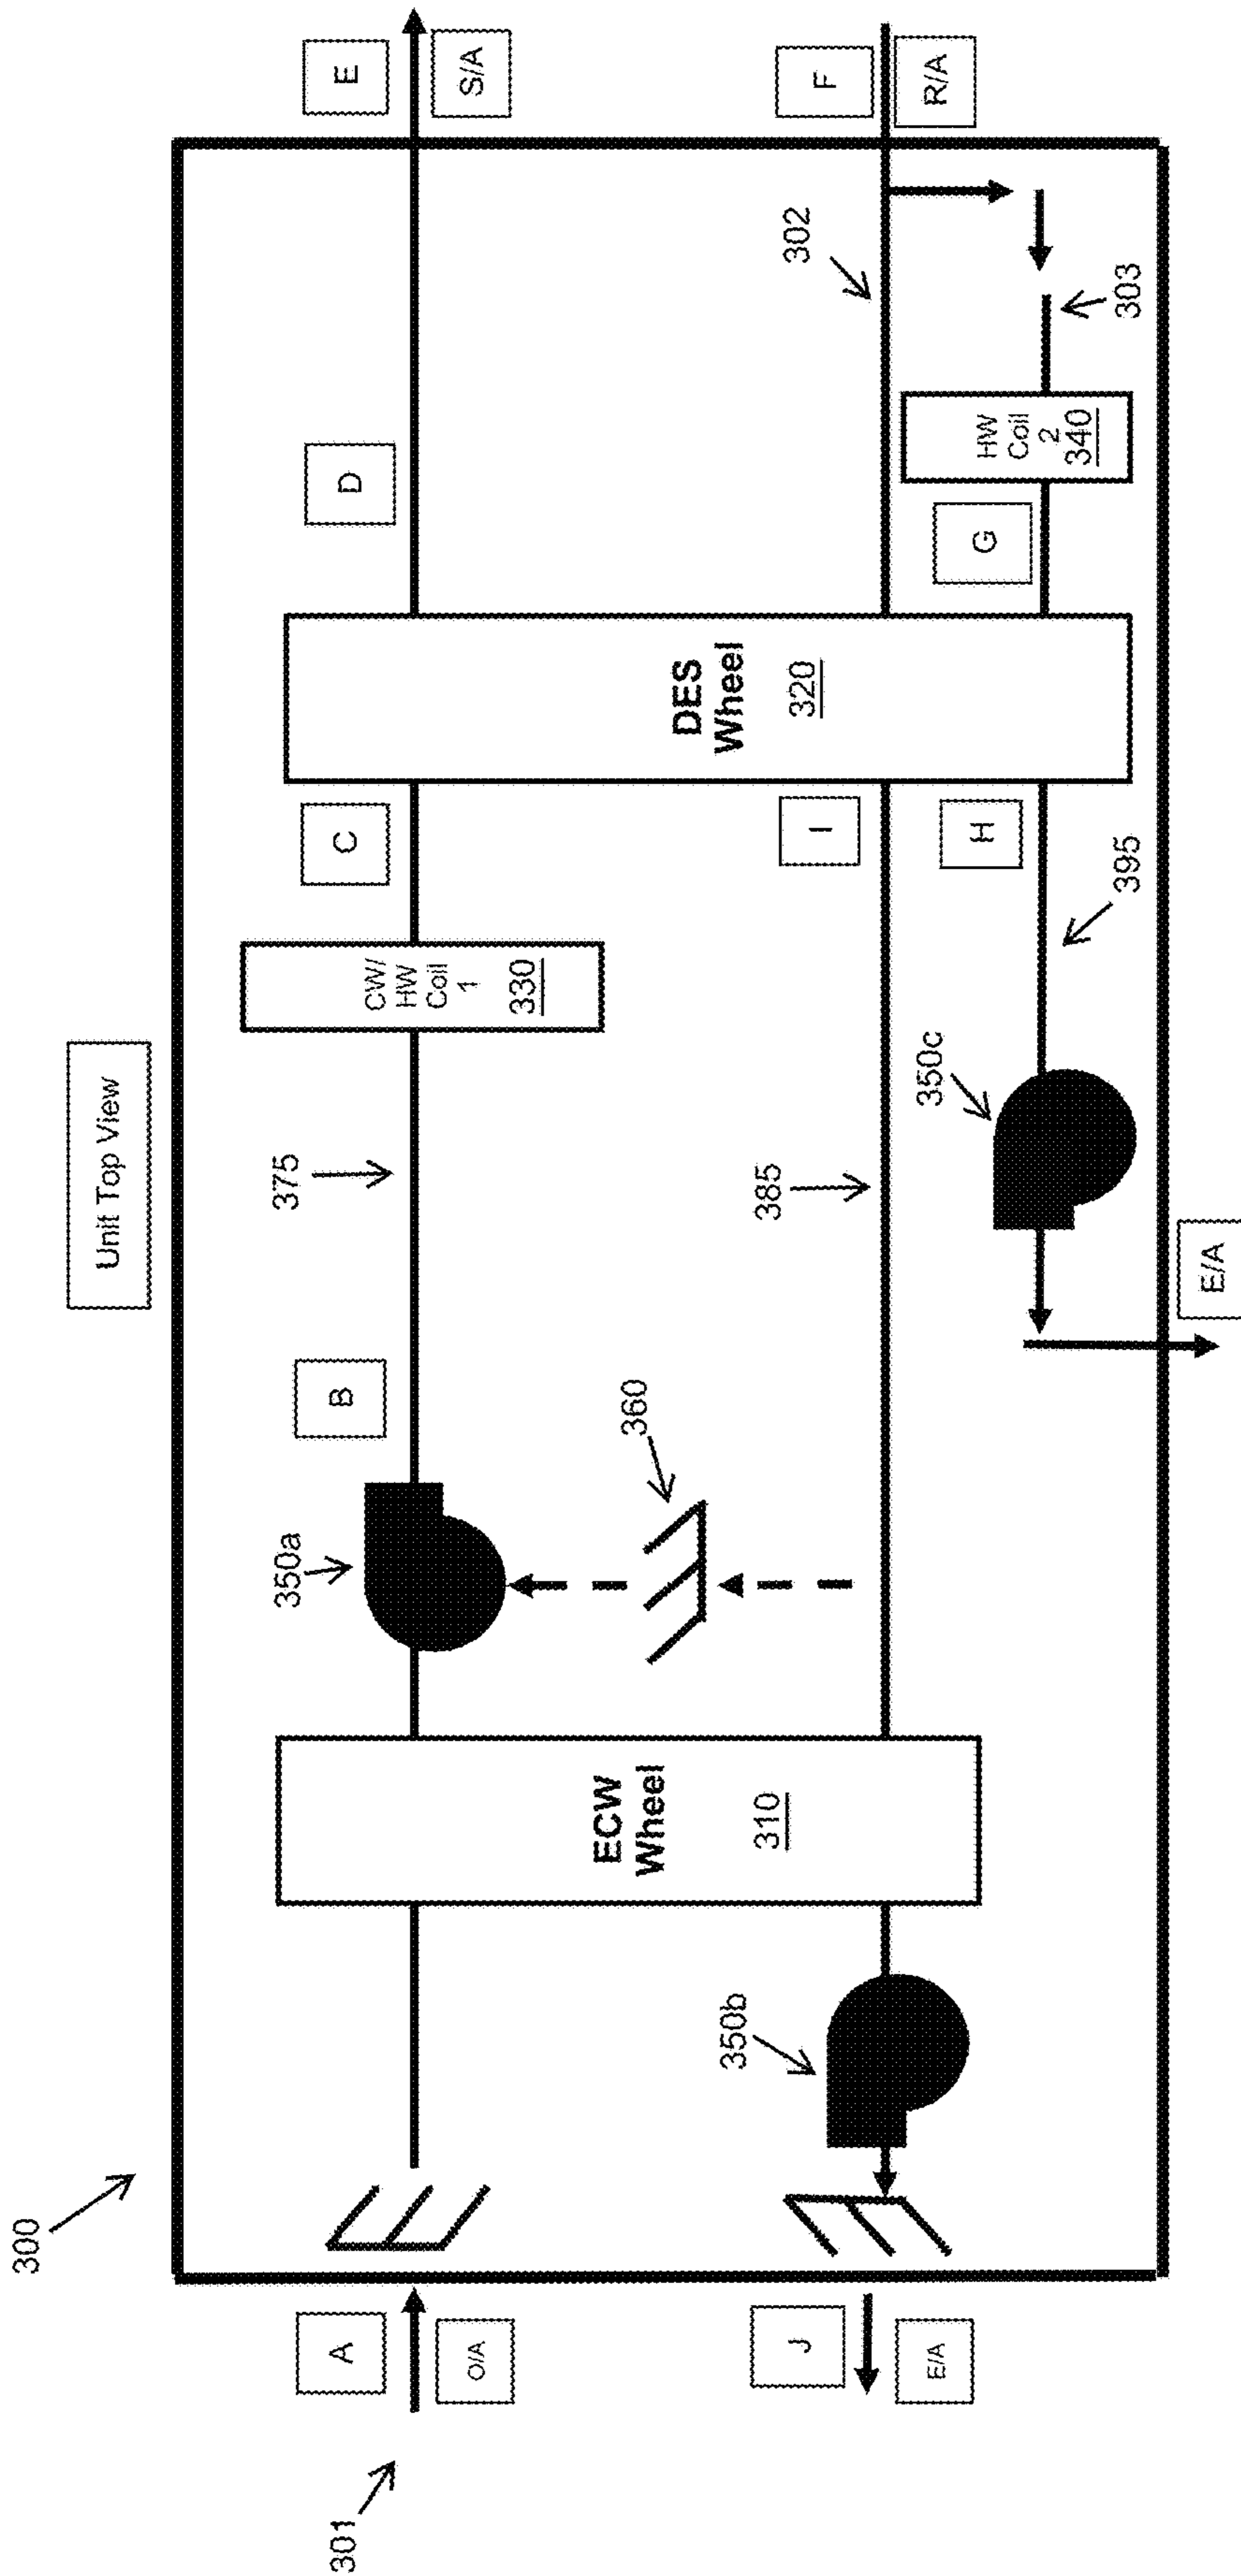 300
Unit Top View
301
A
O/A
350a
B
375
CW/
HW
Coil
1
330
C
D
E
S/A
ECW
Wheel
310
360
DES
Wheel
320
J
E/A
350b
385
I
302
F
R/A
350c
395
H
G
HW
Coil
2
340
303
E/A